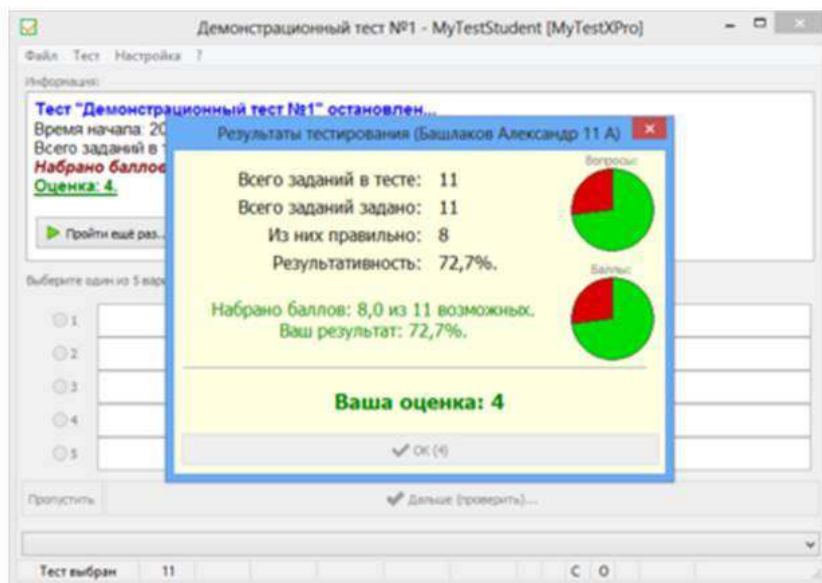 Демонстрационный тест №1 - MyTestStudent [MyTestXPro]
Файл Тест Настройка ?
Информация:
Тест "Демонстрационный тест №1" остановлен...
Время начала: 20
Всего заданий в
Набрано баллов
Оценка: 4.
Пройти ещё раз...
Результаты тестирования (Башлаков Александр 11 А)
Вопросы:
Всего заданий в тесте: 11
Всего заданий задано: 11
Из них правильно: 8
Результативность: 72,7%.
Баллы:
Набрано баллов: 8,0 из 11 возможных.
Ваш результат: 72,7%.
Ваша оценка: 4
OK (4)
Выберите один из 5
1
2
3
4
5
Пропустить
Дальше (проверить)...
Тест выбран 11 С О